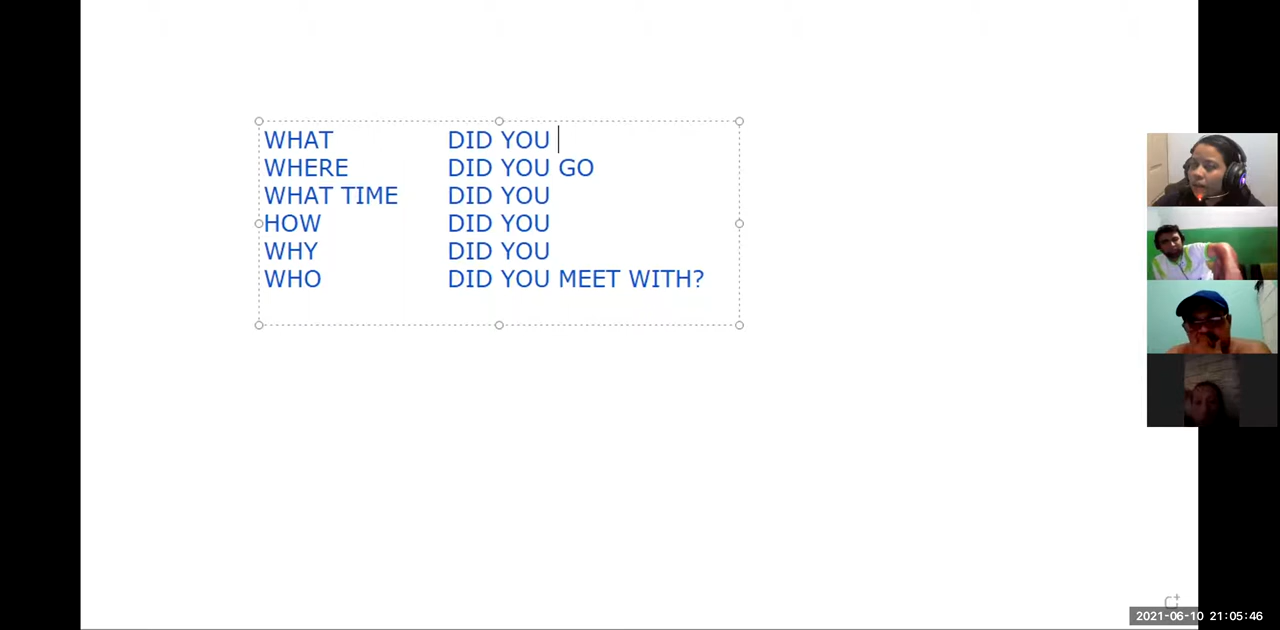 WHAT DID YOU
WHERE DID YOU GO
WHAT TIME DID YOU
HOW DID YOU
WHY DID YOU
WHO DID YOU MEET WITH?
2021-06-10 21:05:46